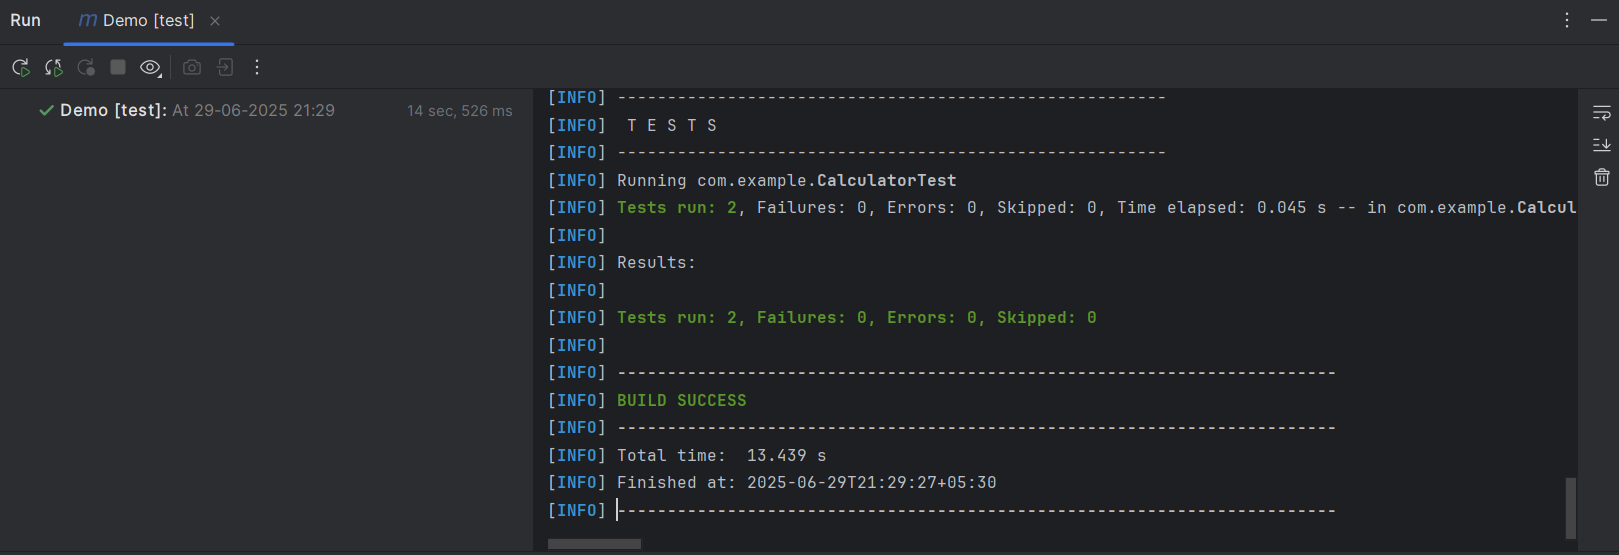 Run
m Demo [test]
Demo [test]: At 29-06-2025 21:29 14 sec, 526 ms
[INFO] -------------------------------------------------------
[INFO]  T E S T S
[INFO] -------------------------------------------------------
[INFO] Running com.example.CalculatorTest
[INFO] Tests run: 2, Failures: 0, Errors: 0, Skipped: 0, Time elapsed: 0.045 s -- in com.example.Calcul
[INFO]
[INFO] Results:
[INFO]
[INFO] Tests run: 2, Failures: 0, Errors: 0, Skipped: 0
[INFO]
[INFO] ------------------------------------------------------------------------
[INFO] BUILD SUCCESS
[INFO] ------------------------------------------------------------------------
[INFO] Total time:  13.439 s
[INFO] Finished at: 2025-06-29T21:29:27+05:30
[INFO] ------------------------------------------------------------------------